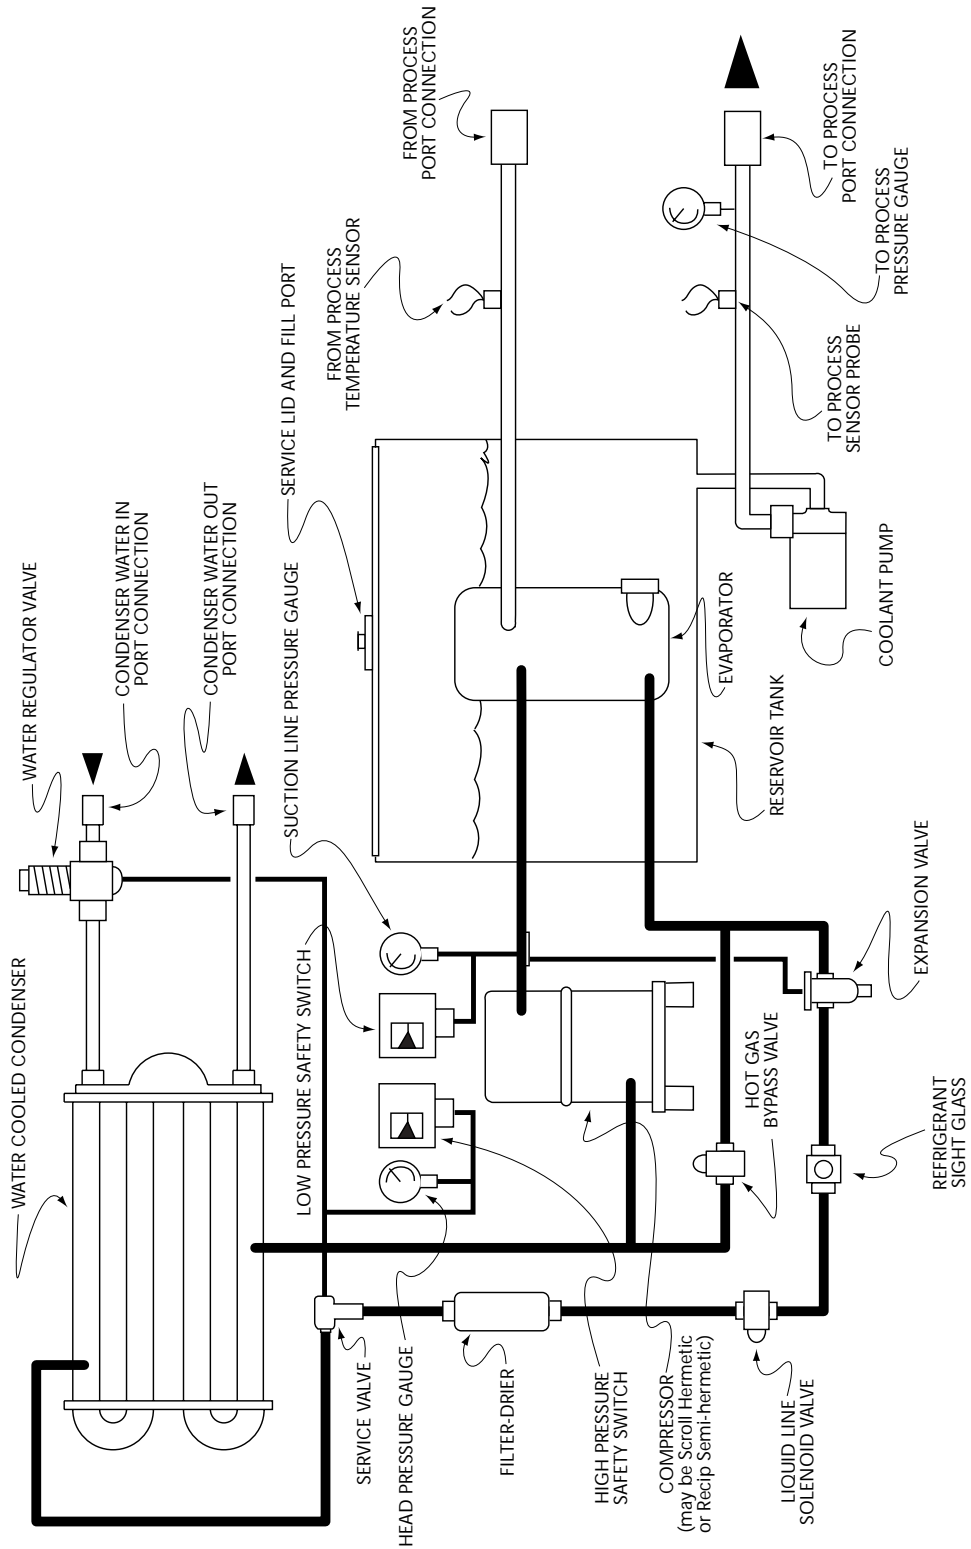 WATER REGULATOR VALVE
CONDENSER WATER IN
PORT CONNECTION
CONDENSER WATER OUT
PORT CONNECTION
WATER COOLED CONDENSER
SUCTION LINE PRESSURE GAUGE
SERVICE LID AND FILL PORT
FROM PROCESS
TEMPERATURE SENSOR
FROM PROCESS
PORT CONNECTION
LOW PRESSURE SAFETY SWITCH
SERVICE VALVE
HEAD PRESSURE GAUGE
FILTER-DRIER
HIGH PRESSURE
SAFETY SWITCH
COMPRESSOR
(may be Scroll Hermetic
or Recip Semi-hermetic)
EVAPORATOR
RESERVOIR TANK
HOT GAS
BYPASS VALVE
LIQUID LINE
SOLENOID VALVE
TO PROCESS
PORT CONNECTION
TO PROCESS
PRESSURE GAUGE
TO PROCESS
SENSOR PROBE
COOLANT PUMP
EXPANSION VALVE
REFRIGERANT
SIGHT GLASS